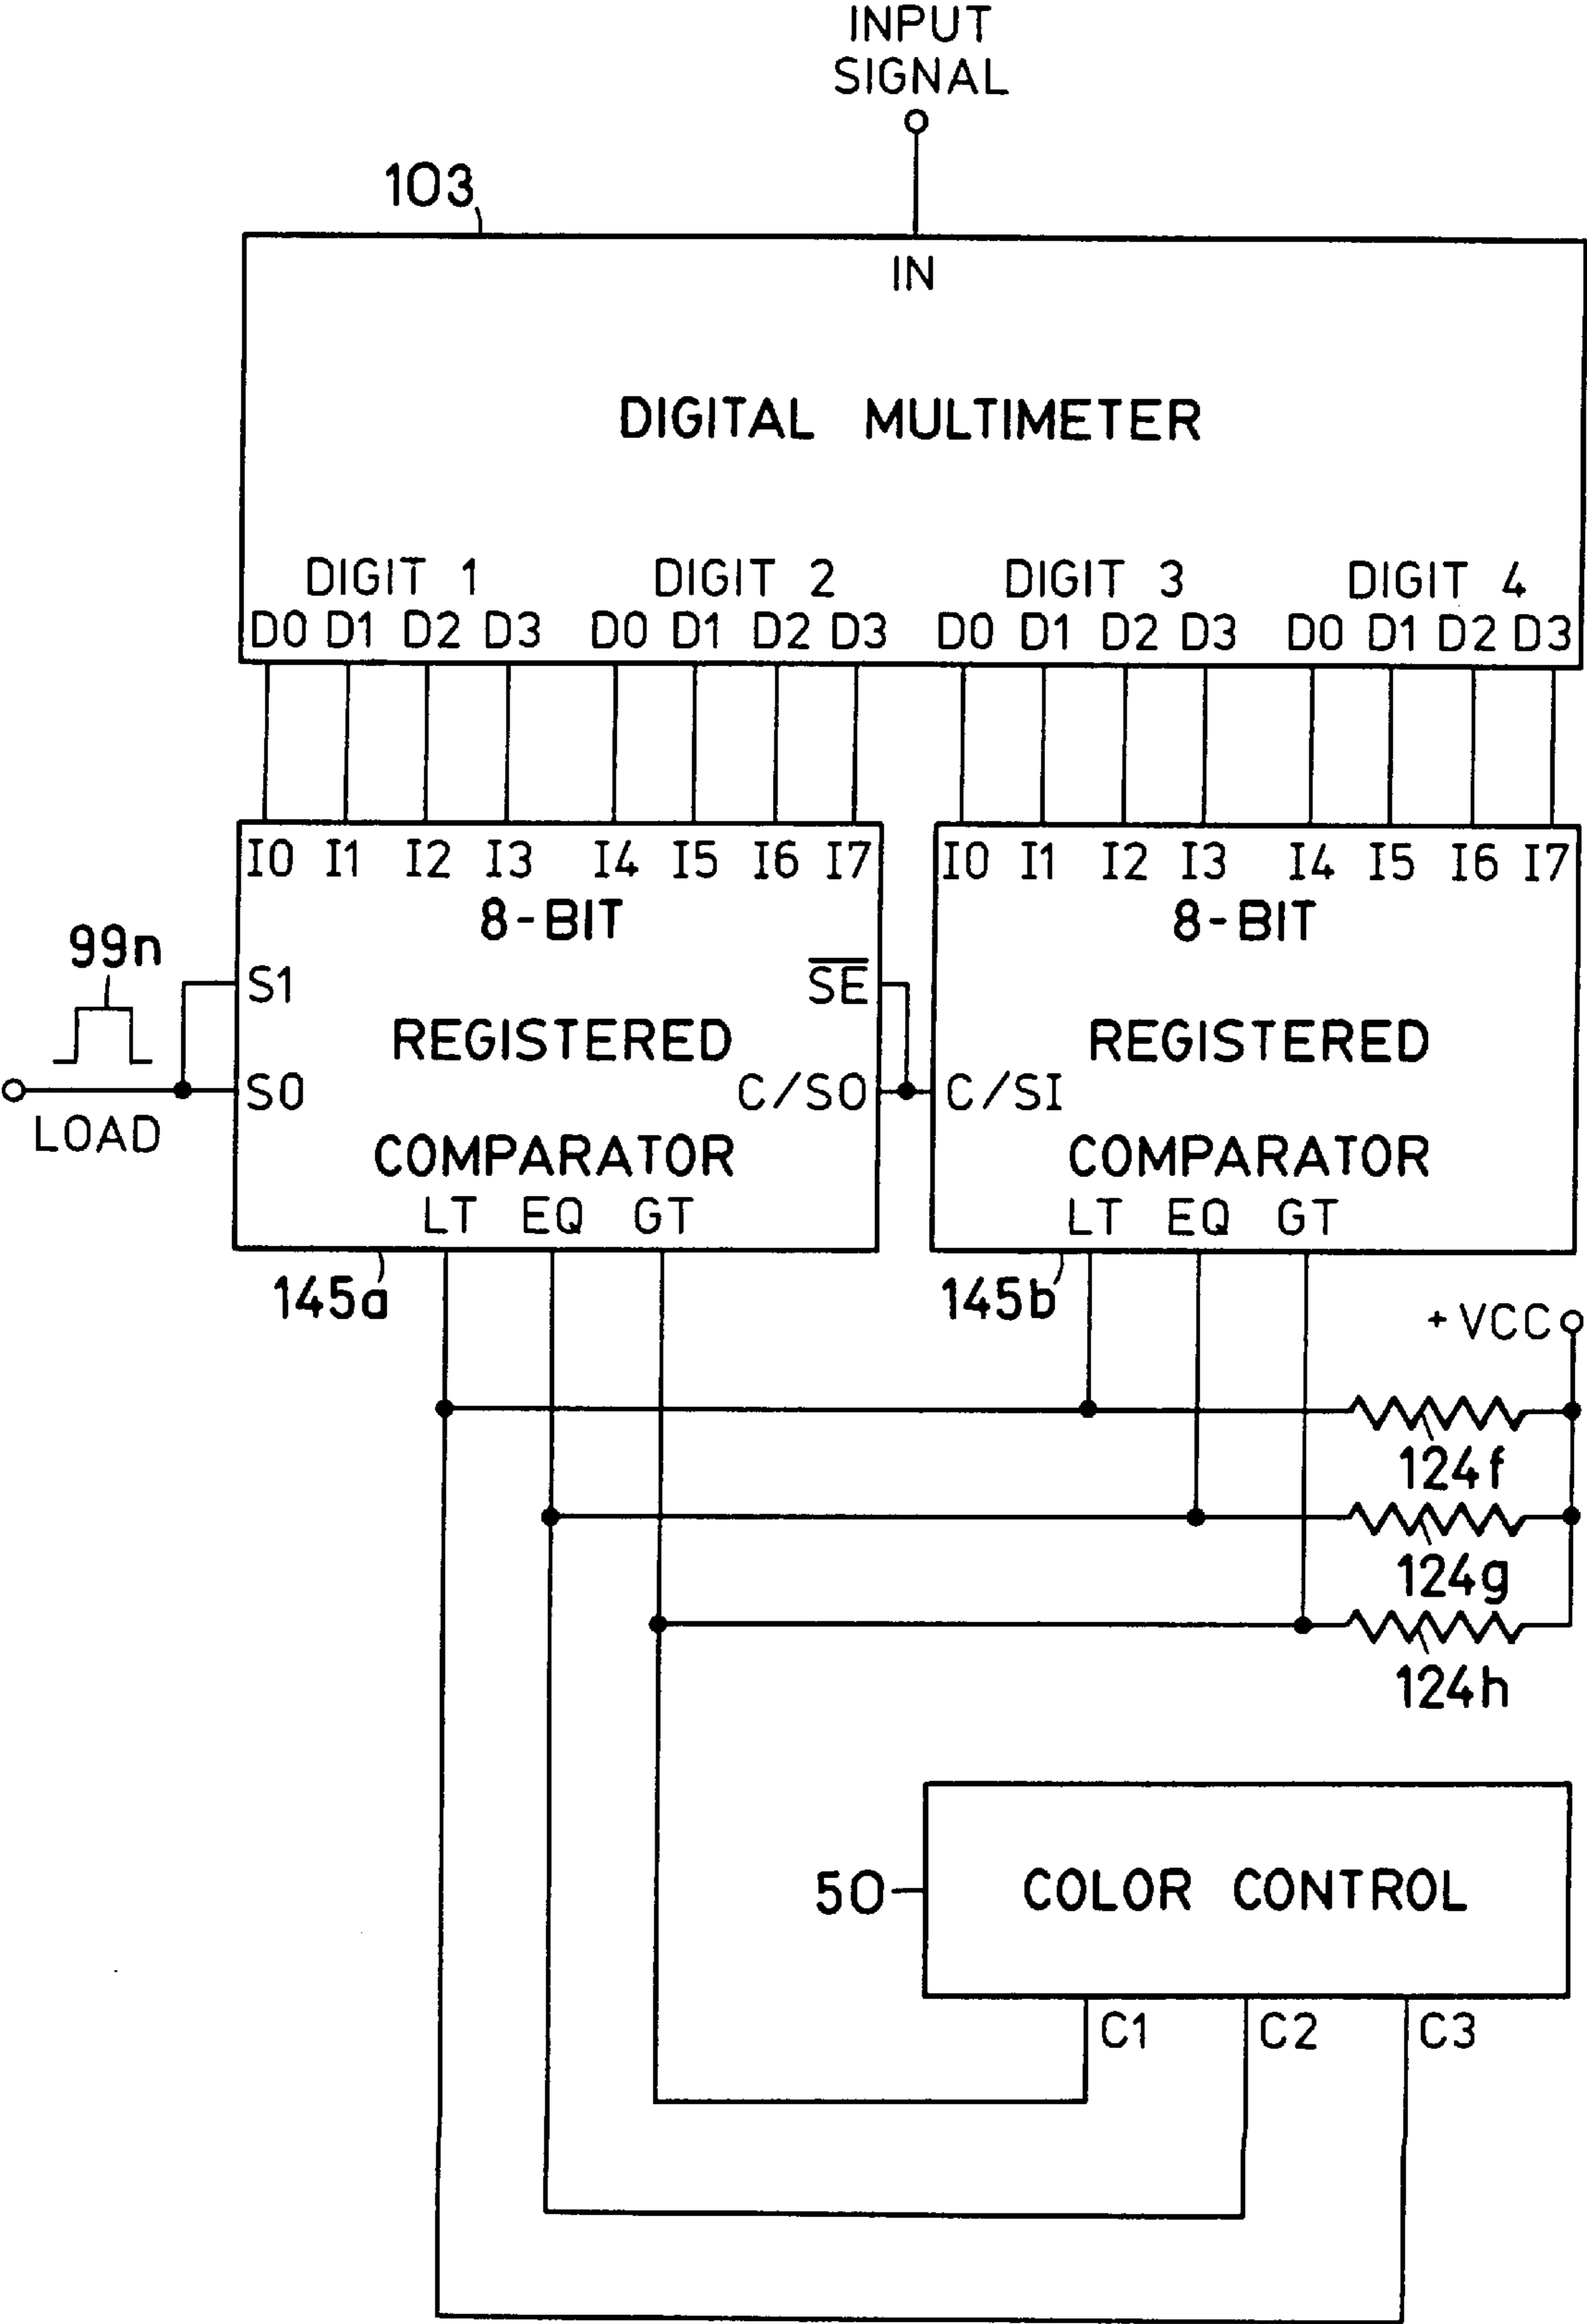 INPUT
SIGNAL
103
IN
DIGITAL MULTIMETER
DIGIT 1 DIGIT 2 DIGIT 3 DIGIT 4
D0 D1 D2 D3 D0 D1 D2 D3 D0 D1 D2 D3 D0 D1 D2 D3
I0 I1 I2 I3 I4 I5 I6 I7 I0 I1 I2 I3 I4 I5 I6 I7
8-BIT 8-BIT
99n
S1 SE
REGISTERED REGISTERED
S0 C/SO C/SI
LOAD
COMPARATOR COMPARATOR
LT EQ GT LT EQ GT
145a 145b
+VCC
124f
124g
124h
50 COLOR CONTROL
C1 C2 C3